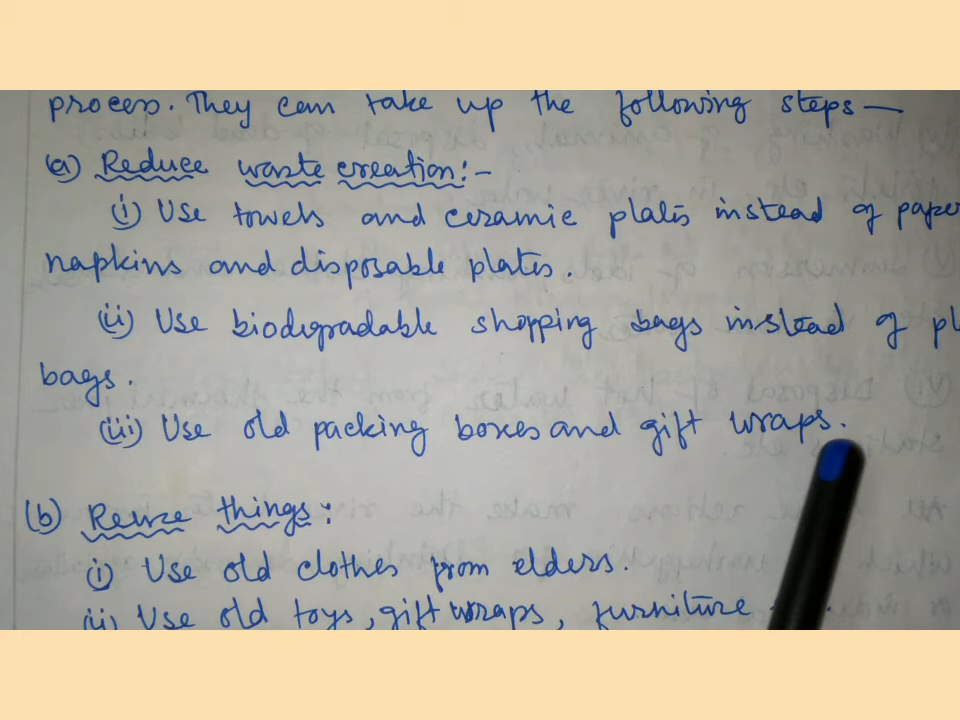 process. They can take up the following steps —
(a) Reduce waste creation:-
(i) Use towels and ceramic plates instead of paper
napkins and disposable plates.
(ii) Use biodegradable shopping bags instead of pl
bags.
(iii) Use old packing boxes and gift wraps.
(b) Reuse things:
(i) Use old clothes from elders.
(ii) Use old toys, gift wraps, furniture